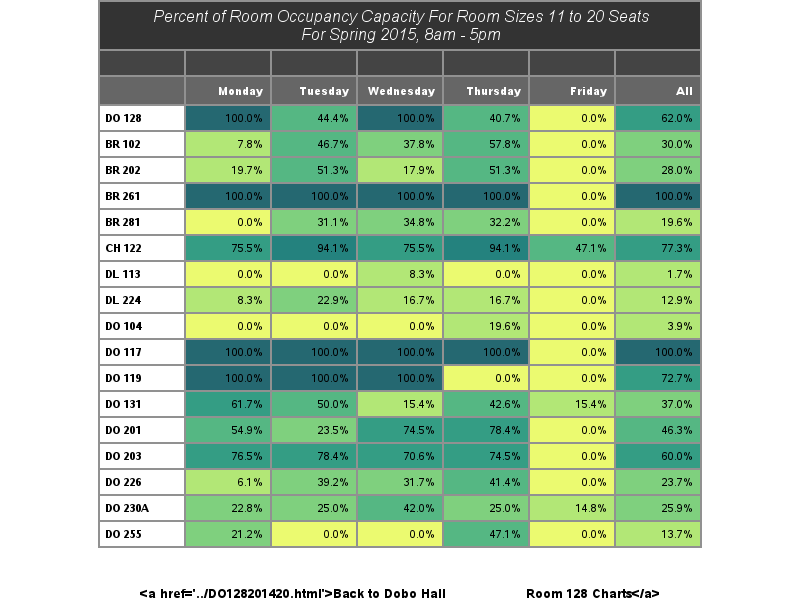 Percent of Room Occupancy Capacity For Room Sizes 11 to 20 Seats
For Spring 2015, 8am - 5pm
Monday Tuesday Wednesday Thursday Friday All
DO 128 100.0% 44.4% 100.0% 40.7% 0.0% 62.0%
BR 102 7.8% 46.7% 37.8% 57.8% 0.0% 30.0%
BR 202 19.7% 51.3% 17.9% 51.3% 0.0% 28.0%
BR 261 100.0% 100.0% 100.0% 100.0% 0.0% 100.0%
BR 281 0.0% 31.1% 34.8% 32.2% 0.0% 19.6%
CH 122 75.5% 94.1% 75.5% 94.1% 47.1% 77.3%
DL 113 0.0% 0.0% 8.3% 0.0% 0.0% 1.7%
DL 224 8.3% 22.9% 16.7% 16.7% 0.0% 12.9%
DO 104 0.0% 0.0% 0.0% 19.6% 0.0% 3.9%
DO 117 100.0% 100.0% 100.0% 100.0% 0.0% 100.0%
DO 119 100.0% 100.0% 100.0% 0.0% 0.0% 72.7%
DO 131 61.7% 50.0% 15.4% 42.6% 15.4% 37.0%
DO 201 54.9% 23.5% 74.5% 78.4% 0.0% 46.3%
DO 203 76.5% 78.4% 70.6% 74.5% 0.0% 60.0%
DO 226 6.1% 39.2% 31.7% 41.4% 0.0% 23.7%
DO 230A 22.8% 25.0% 42.0% 25.0% 14.8% 25.9%
DO 255 21.2% 0.0% 0.0% 47.1% 0.0% 13.7%
<a href='../DO128201420.html'>Back to Dobo Hall Room 128 Charts</a>